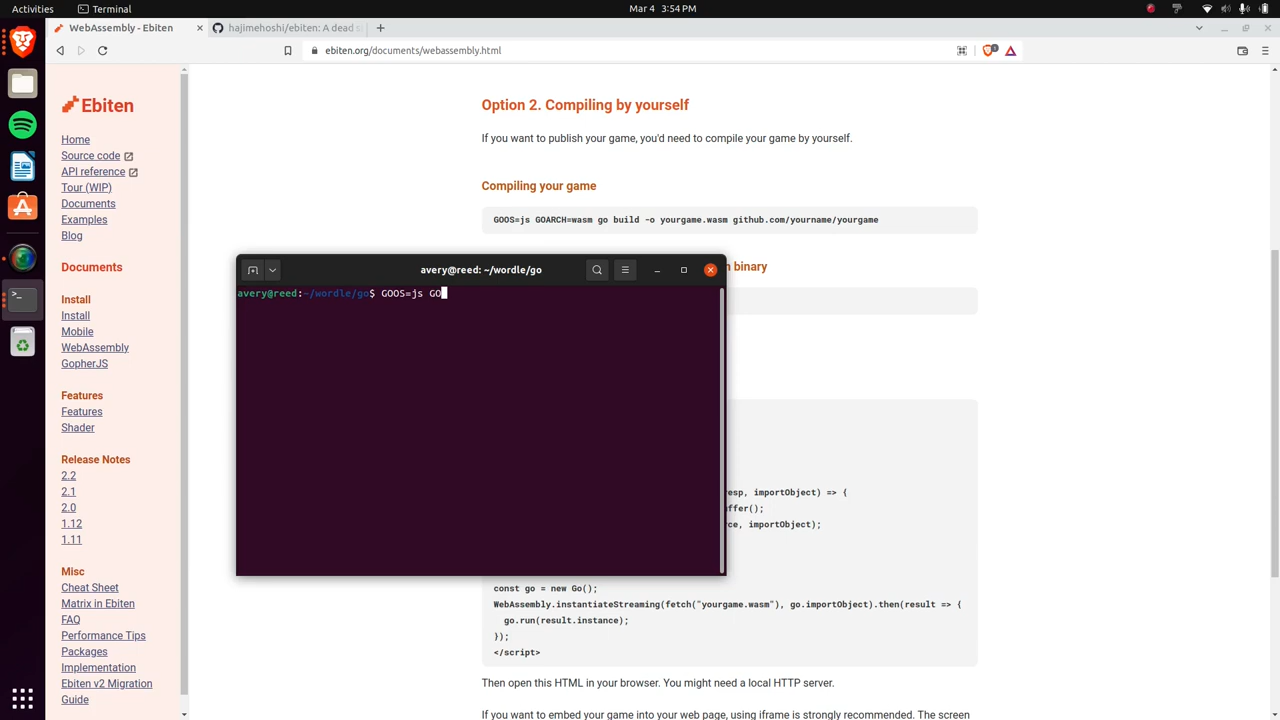 Activities
Terminal
Mar 4 3:54 PM
WebAssembly - Ebiten
hajimehoshi/ebiten: A dead s
ebiten.org/documents/webassembly.html
Ebiten
Home
Source code
API reference
Tour (WIP)
Documents
Examples
Blog
Documents
Install
Install
Mobile
WebAssembly
GopherJS
Features
Features
Shader
Release Notes
2.2
2.1
2.0
1.12
1.11
Misc
Cheat Sheet
Matrix in Ebiten
FAQ
Performance Tips
Packages
Implementation
Ebiten v2 Migration
Guide
Option 2. Compiling by yourself
If you want to publish your game, you'd need to compile your game by yourself.
Compiling your game
GOOS=js GOARCH=wasm go build -o yourgame.wasm github.com/yourname/yourgame
binary
avery@reed: ~/wordle/go
avery@reed:~/wordle/go$ GOOS=js GO
resp, importObject) => {
ffer();
rce, importObject);
const go = new Go();
WebAssembly.instantiateStreaming(fetch("yourgame.wasm"), go.importObject).then(result => {
go.run(result.instance);
});
</script>
Then open this HTML in your browser. You might need a local HTTP server.
If you want to embed your game into your web page, using iframe is strongly recommended. The screen